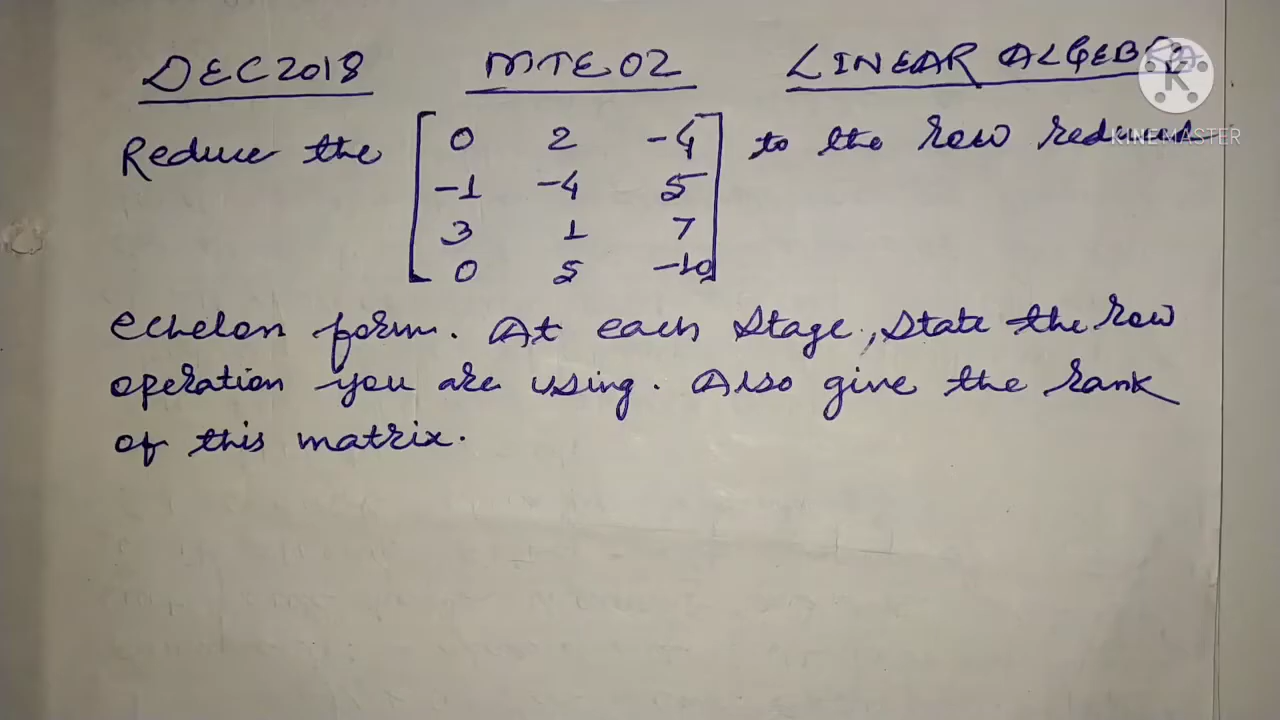 DEC2018 MTE02 LINEAR ALGEBRA
KINEMASTER
Reduce the [ 0 2 -4 ] to the row reduced
-1 -4 5
3 1 7
0 5 -10
echelon form. At each stage, state the row
operation you are using. Also give the rank
of this matrix.